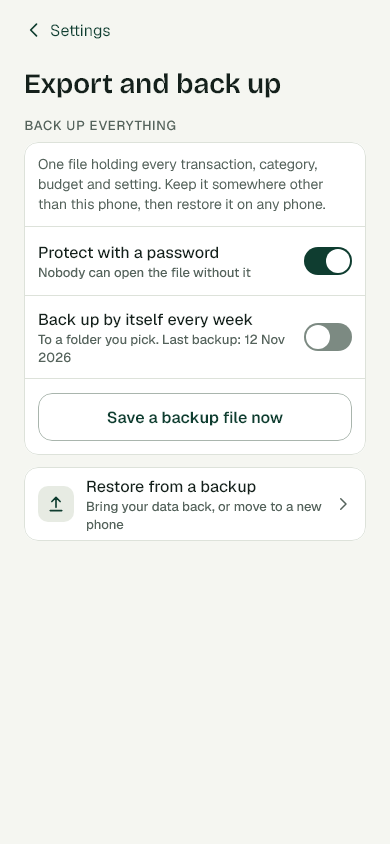 Settings
Export and back up
BACK UP EVERYTHING
One file holding every transaction, category,
budget and setting. Keep it somewhere other
than this phone, then restore it on any phone.
Protect with a password
Nobody can open the file without it
Back up by itself every week
To a folder you pick. Last backup: 12 Nov
2026
Save a backup file now
Restore from a backup
Bring your data back, or move to a new
phone